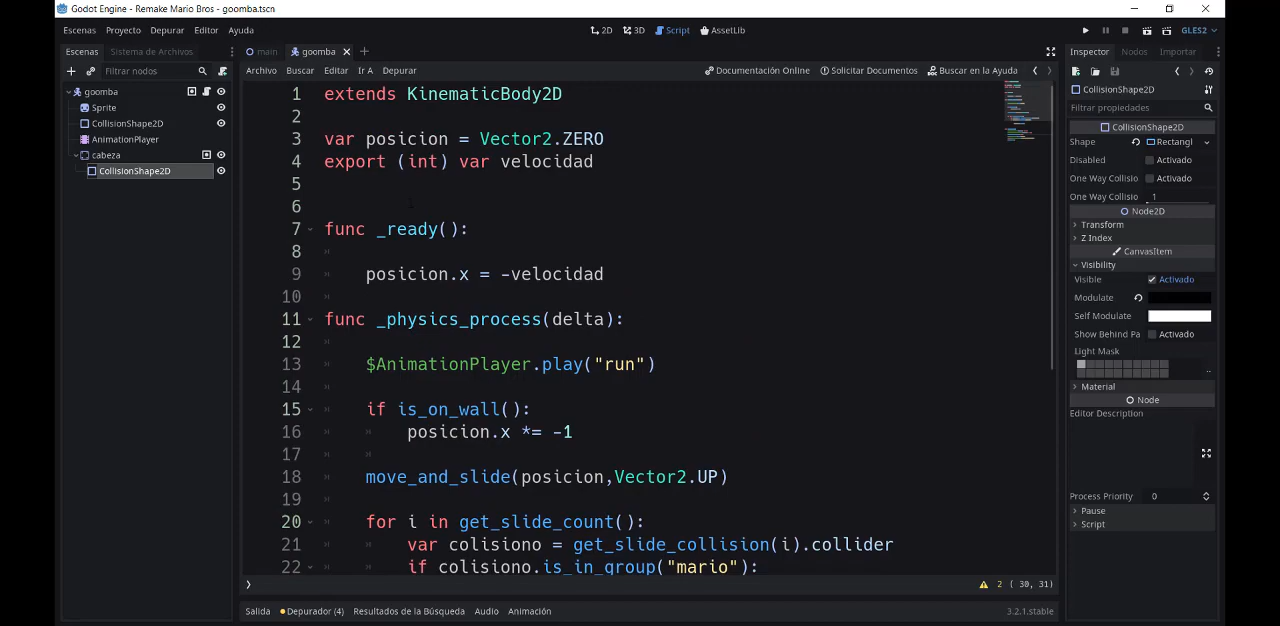 Godot Engine - Remake Mario Bros - goomba.tscn
Escenas Proyecto Depurar Editor Ayuda
2D 3D Script AssetLib
GLES2
Escenas Sistema de Archivos
main goomba
Inspector Nodos Importar
Filtrar nodos
Archivo Buscar Editar Ir A Depurar
Documentación Online Solicitar Documentos Buscar en la Ayuda
goomba
Sprite
CollisionShape2D
AnimationPlayer
cabeza
CollisionShape2D
1 extends KinematicBody2D
2
3 var posicion = Vector2.ZERO
4 export (int) var velocidad
5
6
7 func _ready():
8
9 posicion.x = -velocidad
10
11 func _physics_process(delta):
12
13 $AnimationPlayer.play("run")
14
15 if is_on_wall():
16 posicion.x *= -1
17
18 move_and_slide(posicion,Vector2.UP)
19
20 for i in get_slide_count():
21 var colisiono = get_slide_collision(i).collider
22 if colisiono.is_in_group("mario"):
2 ( 30, 31)
CollisionShape2D
Filtrar propiedades
CollisionShape2D
Shape Rectangl
Disabled Activado
One Way Collisio Activado
One Way Collisio 1
Node2D
Transform
Z Index
CanvasItem
Visibility
Visible Activado
Modulate
Self Modulate
Show Behind Pa Activado
Light Mask
..
Material
Node
Editor Description
Process Priority 0
Pause
Script
Salida Depurador (4) Resultados de la Búsqueda Audio Animación
3.2.1.stable